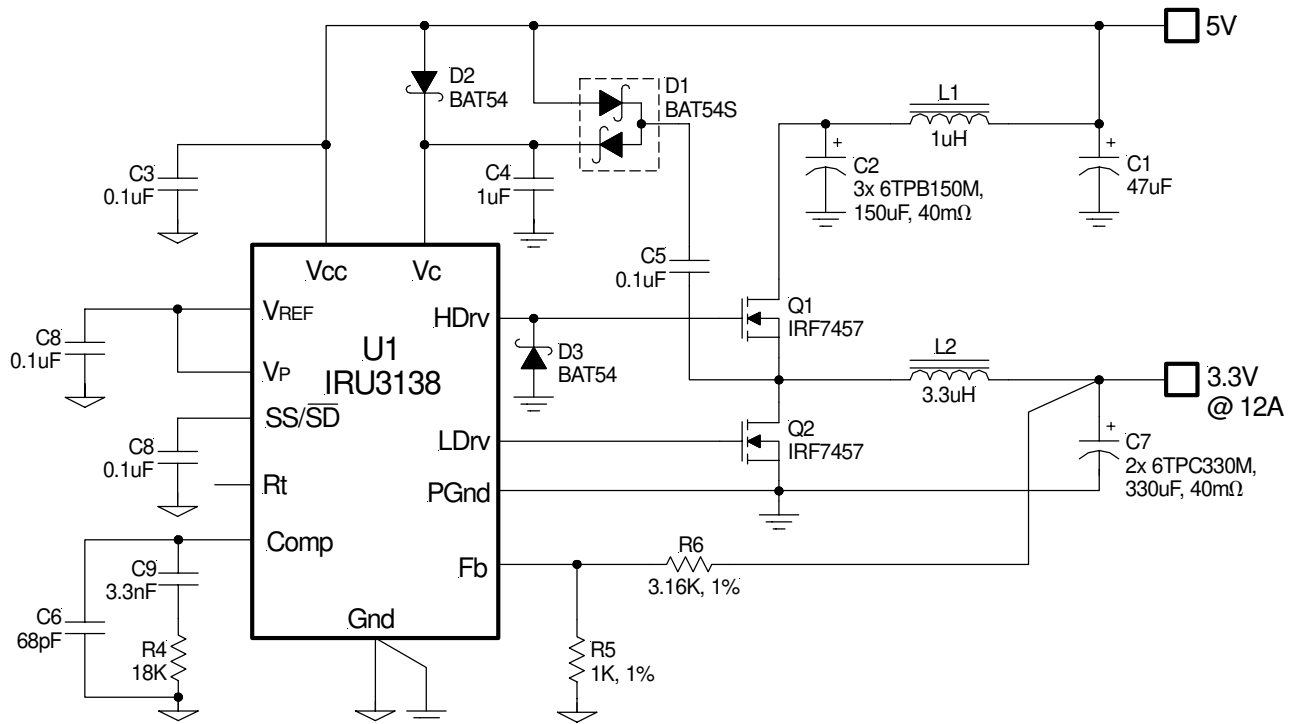 5V
D2
BAT54
D1
BAT54S
L1
1uH
C3
0.1uF
C4
1uF
C2
3x 6TPB150M,
150uF, 40mΩ
C1
47uF
C5
0.1uF
Vcc
Vc
VREF
HDrv
Q1
IRF7457
C8
0.1uF
U1
IRU3138
D3
BAT54
L2
3.3uH
3.3V
@ 12A
VP
SS/SD
C8
0.1uF
LDrv
Q2
IRF7457
C7
2x 6TPC330M,
330uF, 40mΩ
Rt
PGnd
Comp
Fb
R6
3.16K, 1%
C9
3.3nF
C6
68pF
R4
18K
Gnd
R5
1K, 1%